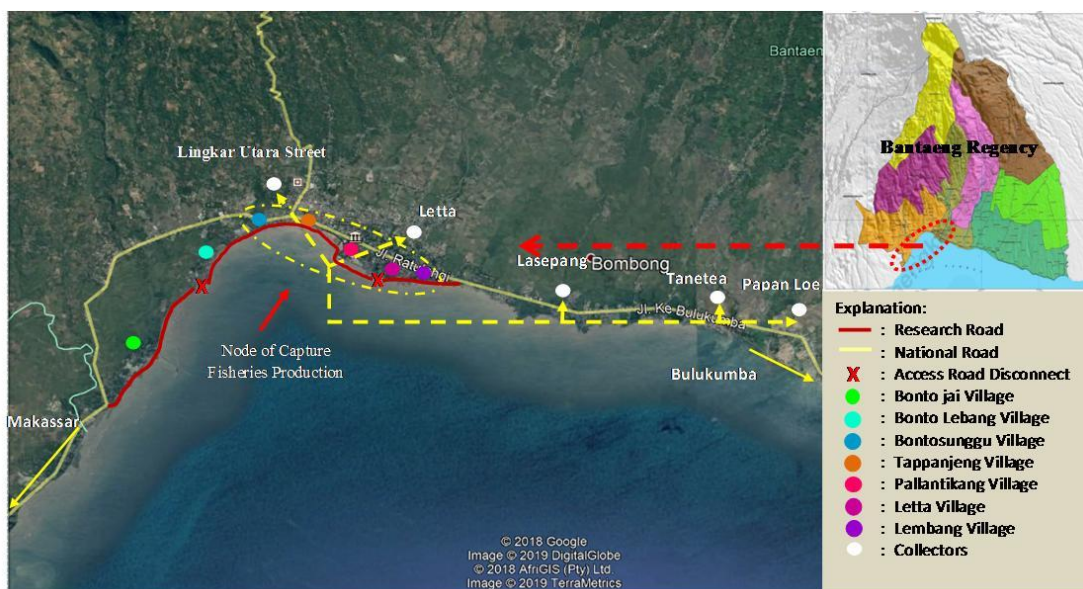 Bantaeng
Lingkar Utara Street
Letta
Lasepang
Bombong
Tanetea
Papan Loe
Jl. Ke Bulukumba
Node of Capture
Fisheries Production
Bulukumba
Makassar
© 2018 Google
Image © 2019 DigitalGlobe
© 2018 AfriGIS (Pty) Ltd.
Image © 2019 TerraMetrics
Bantaeng Regency
Explanation:
: Research Road
: National Road
X : Access Road Disconnect
: Bonto jai Village
: Bonto Lebang Village
: Bontosunggu Village
: Tappanjeng Village
: Pallantikang Village
: Letta Village
: Lembang Village
: Collectors